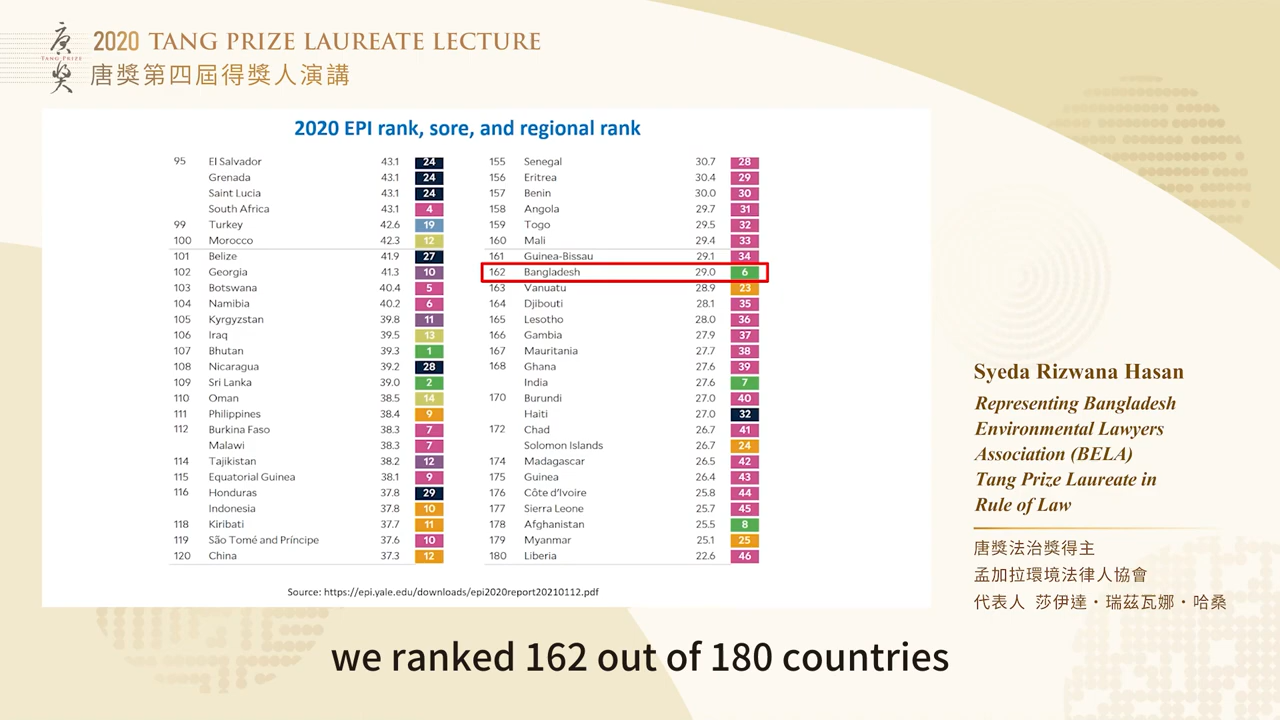 庚
TANG PRIZE
獎
2020 TANG PRIZE LAUREATE LECTURE
唐獎第四屆得獎人演講
2020 EPI rank, sore, and regional rank
95 El Salvador 43.1 24
Grenada 43.1 24
Saint Lucia 43.1 24
South Africa 43.1 4
99 Turkey 42.6 19
100 Morocco 42.3 12
101 Belize 41.9 27
102 Georgia 41.3 10
103 Botswana 40.4 5
104 Namibia 40.2 6
105 Kyrgyzstan 39.8 11
106 Iraq 39.5 13
107 Bhutan 39.3 1
108 Nicaragua 39.2 28
109 Sri Lanka 39.0 2
110 Oman 38.5 14
111 Philippines 38.4 9
112 Burkina Faso 38.3 7
Malawi 38.3 7
114 Tajikistan 38.2 12
115 Equatorial Guinea 38.1 9
116 Honduras 37.8 29
Indonesia 37.8 10
118 Kiribati 37.7 11
119 São Tomé and Príncipe 37.6 10
120 China 37.3 12
155 Senegal 30.7 28
156 Eritrea 30.4 29
157 Benin 30.0 30
158 Angola 29.7 31
159 Togo 29.5 32
160 Mali 29.4 33
161 Guinea-Bissau 29.1 34
162 Bangladesh 29.0 6
163 Vanuatu 28.9 23
164 Djibouti 28.1 35
165 Lesotho 28.0 36
166 Gambia 27.9 37
167 Mauritania 27.7 38
168 Ghana 27.6 39
India 27.6 7
170 Burundi 27.0 40
Haiti 27.0 32
172 Chad 26.7 41
Solomon Islands 26.7 24
174 Madagascar 26.5 42
175 Guinea 26.4 43
176 Côte d'Ivoire 25.8 44
177 Sierra Leone 25.7 45
178 Afghanistan 25.5 8
179 Myanmar 25.1 25
180 Liberia 22.6 46
Source: https://epi.yale.edu/downloads/epi2020report20210112.pdf
Syeda Rizwana Hasan
Representing Bangladesh
Environmental Lawyers
Association (BELA)
Tang Prize Laureate in
Rule of Law
唐獎法治獎得主
孟加拉環境法律人協會
代表人 莎伊達・瑞茲瓦娜・哈桑
we ranked 162 out of 180 countries